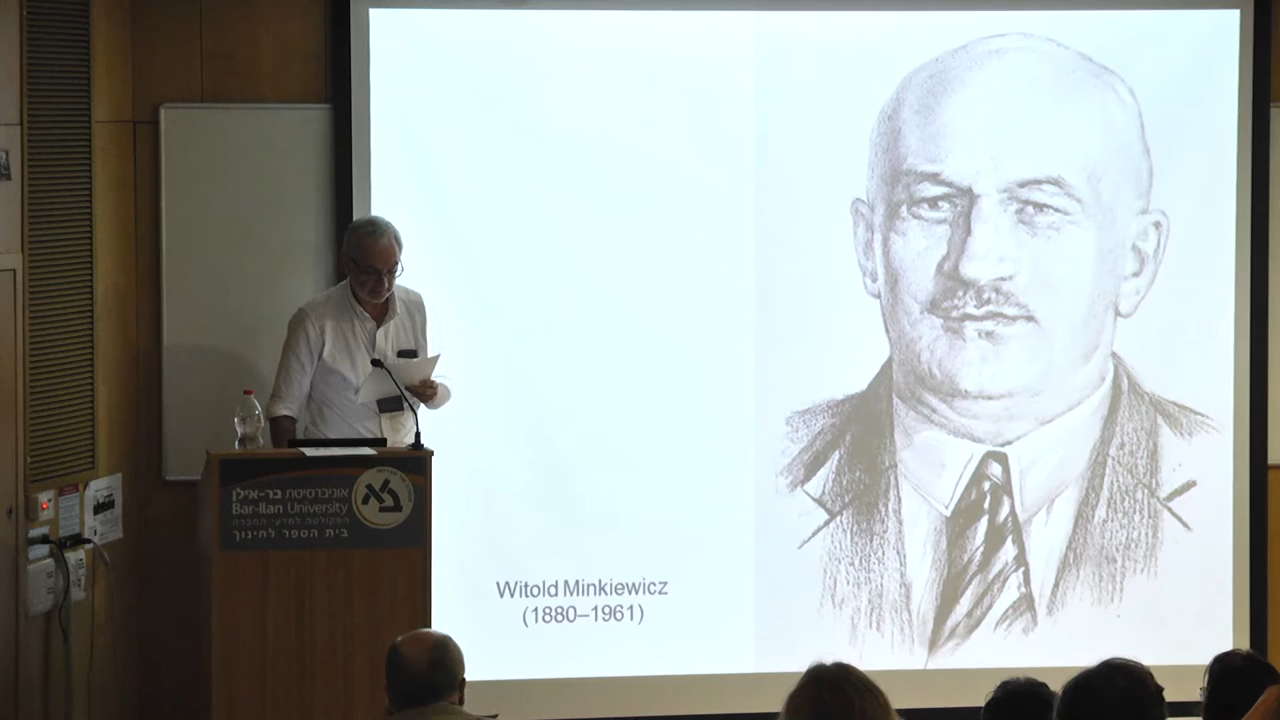 Witold Minkiewicz
(1880–1961)
אוניברסיטת בר-אילן
Bar-Ilan University
הפקולטה למדעי החברה
בית הספר לחינוך